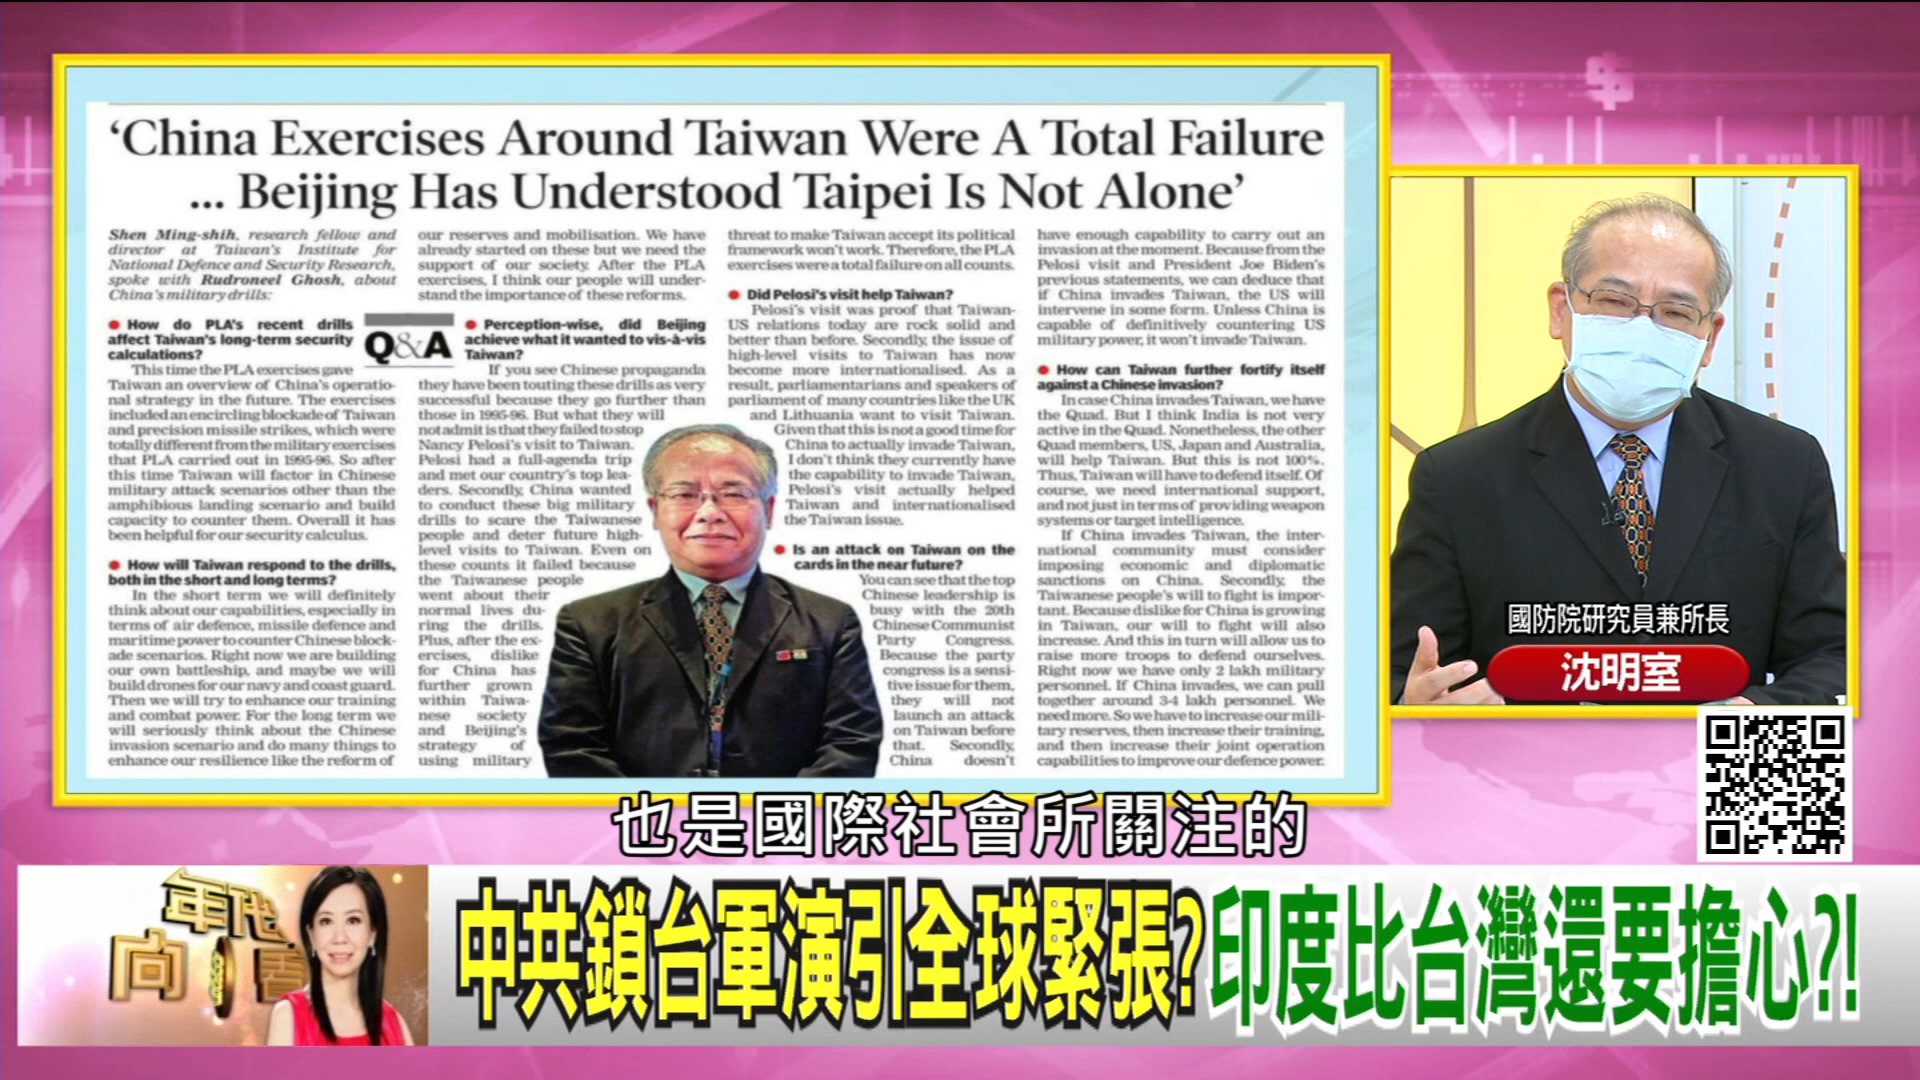 ‘China Exercises Around Taiwan Were A Total Failure
... Beijing Has Understood Taipei Is Not Alone’
Shen Ming-shih, research fellow and
director at Taiwan's Institute for
National Defence and Security Research,
spoke with Rudroneel Ghosh, about
China's military drills:
● How do PLA's recent drills
affect Taiwan's long-term security
calculations?
This time the PLA exercises gave
Taiwan an overview of China's operatio-
nal strategy in the future. The exercises
included an encircling blockade of Taiwan
and precision missile strikes, which were
totally different from the military exercises
that PLA carried out in 1995-96. So after
this time Taiwan will factor in Chinese
military attack scenarios other than the
amphibious landing scenario and build
capacity to counter them. Overall it has
been helpful for our security calculus.
● How will Taiwan respond to the drills,
both in the short and long terms?
In the short term we will definitely
think about our capabilities, especially in
terms of air defence, missile defence and
maritime power to counter Chinese block-
ade scenarios. Right now we are building
our own battleship, and maybe we will
build drones for our navy and coast guard.
Then we will try to enhance our training
and combat power. For the long term we
will seriously think about the Chinese
invasion scenario and do many things to
enhance our resilience like the reform of
Q&A
our reserves and mobilisation. We have
already started on these but we need the
support of our society. After the PLA
exercises, I think our people will under-
stand the importance of these reforms.
● Perception-wise, did Beijing
achieve what it wanted to vis-à-vis
Taiwan?
If you see Chinese propaganda
they have been touting these drills as very
successful because they go further than
those in 1995-96. But what they will
not admit is that they failed to stop
Nancy Pelosi's visit to Taiwan.
Pelosi had a full-agenda trip
and met our country's top lea-
ders. Secondly, China wanted
to conduct these big military
drills to scare the Taiwanese
people and deter future high-
level visits to Taiwan. Even on
these counts it failed because
the Taiwanese people
went about their
normal lives du-
ring the drills.
Plus, after the ex-
ercises, dislike
for China has
further grown
within Taiwa-
nese society
and Beijing's
strategy of
using military
threat to make Taiwan accept its political
framework won't work. Therefore, the PLA
exercises were a total failure on all counts.
● Did Pelosi's visit help Taiwan?
Pelosi's visit was proof that Taiwan-
US relations today are rock solid and
better than before. Secondly, the issue of
high-level visits to Taiwan has now
become more internationalised. As a
result, parliamentarians and speakers of
parliament of many countries like the UK
and Lithuania want to visit Taiwan.
Given that this is not a good time for
China to actually invade Taiwan,
I don't think they currently have
the capability to invade Taiwan,
Pelosi's visit actually helped
Taiwan and internationalised
the Taiwan issue.
● Is an attack on Taiwan on the
cards in the near future?
You can see that the top
Chinese leadership is
busy with the 20th
Chinese Communist
Party Congress.
Because the party
congress is a sensi-
tive issue for them,
they will not
launch an attack
on Taiwan before
that. Secondly,
China doesn't
have enough capability to carry out an
invasion at the moment. Because from the
Pelosi visit and President Joe Biden's
previous statements, we can deduce that
if China invades Taiwan, the US will
intervene in some form. Unless China is
capable of definitively countering US
military power, it won't invade Taiwan.
● How can Taiwan further fortify itself
against a Chinese invasion?
In case China invades Taiwan, we have
the Quad. But I think India is not very
active in the Quad. Nonetheless, the other
Quad members, US, Japan and Australia,
will help Taiwan. But this is not 100%.
Thus, Taiwan will have to defend itself. Of
course, we need international support,
and not just in terms of providing weapon
systems or target intelligence.
If China invades Taiwan, the inter-
national community must consider
imposing economic and diplomatic
sanctions on China. Secondly, the
Taiwanese people's will to fight is impor-
tant. Because dislike for China is growing
in Taiwan, our will to fight will also
increase. And this in turn will allow us to
raise more troops to defend ourselves.
Right now we have only 2 lakh military
personnel. If China invades, we can pull
together around 3-4 lakh personnel. We
need more. So we have to increase our mili-
tary reserves, then increase their training,
and then increase their joint operation
capabilities to improve our defence power.
國防院研究員兼所長
沈明室
也是國際社會所關注的
年代
向錢看
中共鎖台軍演引全球緊張?印度比台灣還要擔心?!